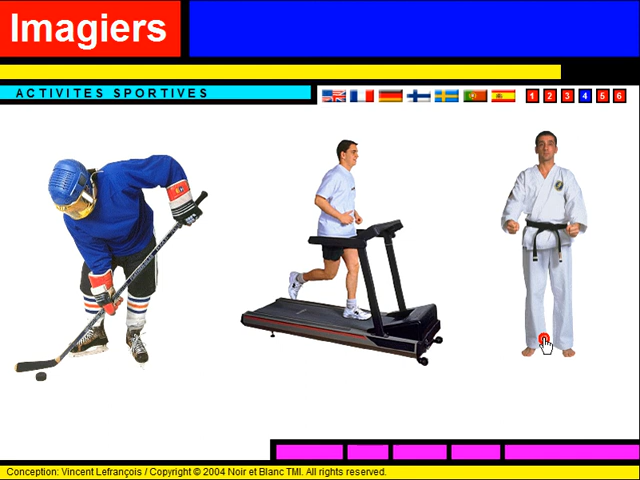 Imagiers
ACTIVITES SPORTIVES
1 2 3 4 5 6
Conception: Vincent Lefrançois / Copyright © 2004 Noir et Blanc TMI. All rights reserved.